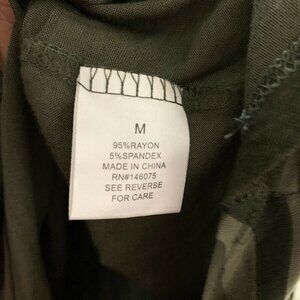 M
95%RAYON
5%SPANDEX
MADE IN CHINA
RN#146075
SEE REVERSE
FOR CARE